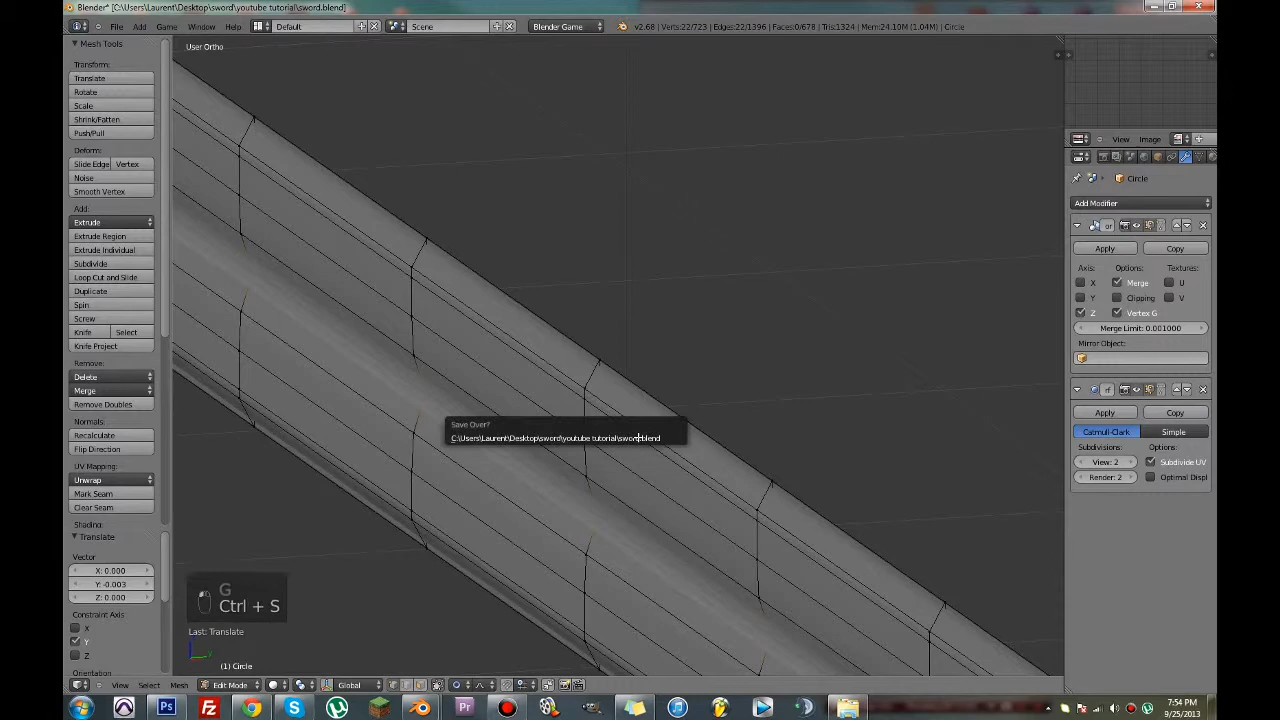 Blender* [C:\Users\Laurent\Desktop\sword\youtube tutorial\sword.blend]
File
Add
Game
Window
Help
Default
Scene
Blender Game
v2.68 | Verts:22/723 | Edges:22/1396 | Faces:0/678 | Tris:1324 | Mem:24.10M (1.04M) | Circle
Mesh Tools
User Ortho
Transform:
Translate
Rotate
Scale
Shrink/Fatten
Push/Pull
Deform:
Slide Edge
Vertex
Noise
Smooth Vertex
Add:
Extrude
Extrude Region
Extrude Individual
Subdivide
Loop Cut and Slide
Duplicate
Spin
Screw
Knife
Select
Knife Project
Remove:
Delete
Merge
Remove Doubles
Normals:
Recalculate
Flip Direction
UV Mapping:
Unwrap
Mark Seam
Clear Seam
Shading:
Translate
Vector
X: 0.000
Y: -0.003
Z: 0.000
Constraint Axis
X
Y
Z
Orientation
Save Over?
C:\Users\Laurent\Desktop\sword\youtube tutorial\sword.blend
G
Ctrl + S
Last: Translate
(1) Circle
View
Select
Mesh
Edit Mode
Global
View
Image
Circle
Add Modifier
or
Apply
Copy
Axis:
Options:
Textures:
X
Merge
U
Y
Clipping
V
Z
Vertex G
Merge Limit: 0.001000
Mirror Object:
rf
Apply
Copy
Catmull-Clark
Simple
Subdivisions:
Options:
View: 2
Subdivide UV
Render: 2
Optimal Displ
7:54 PM
9/25/2013